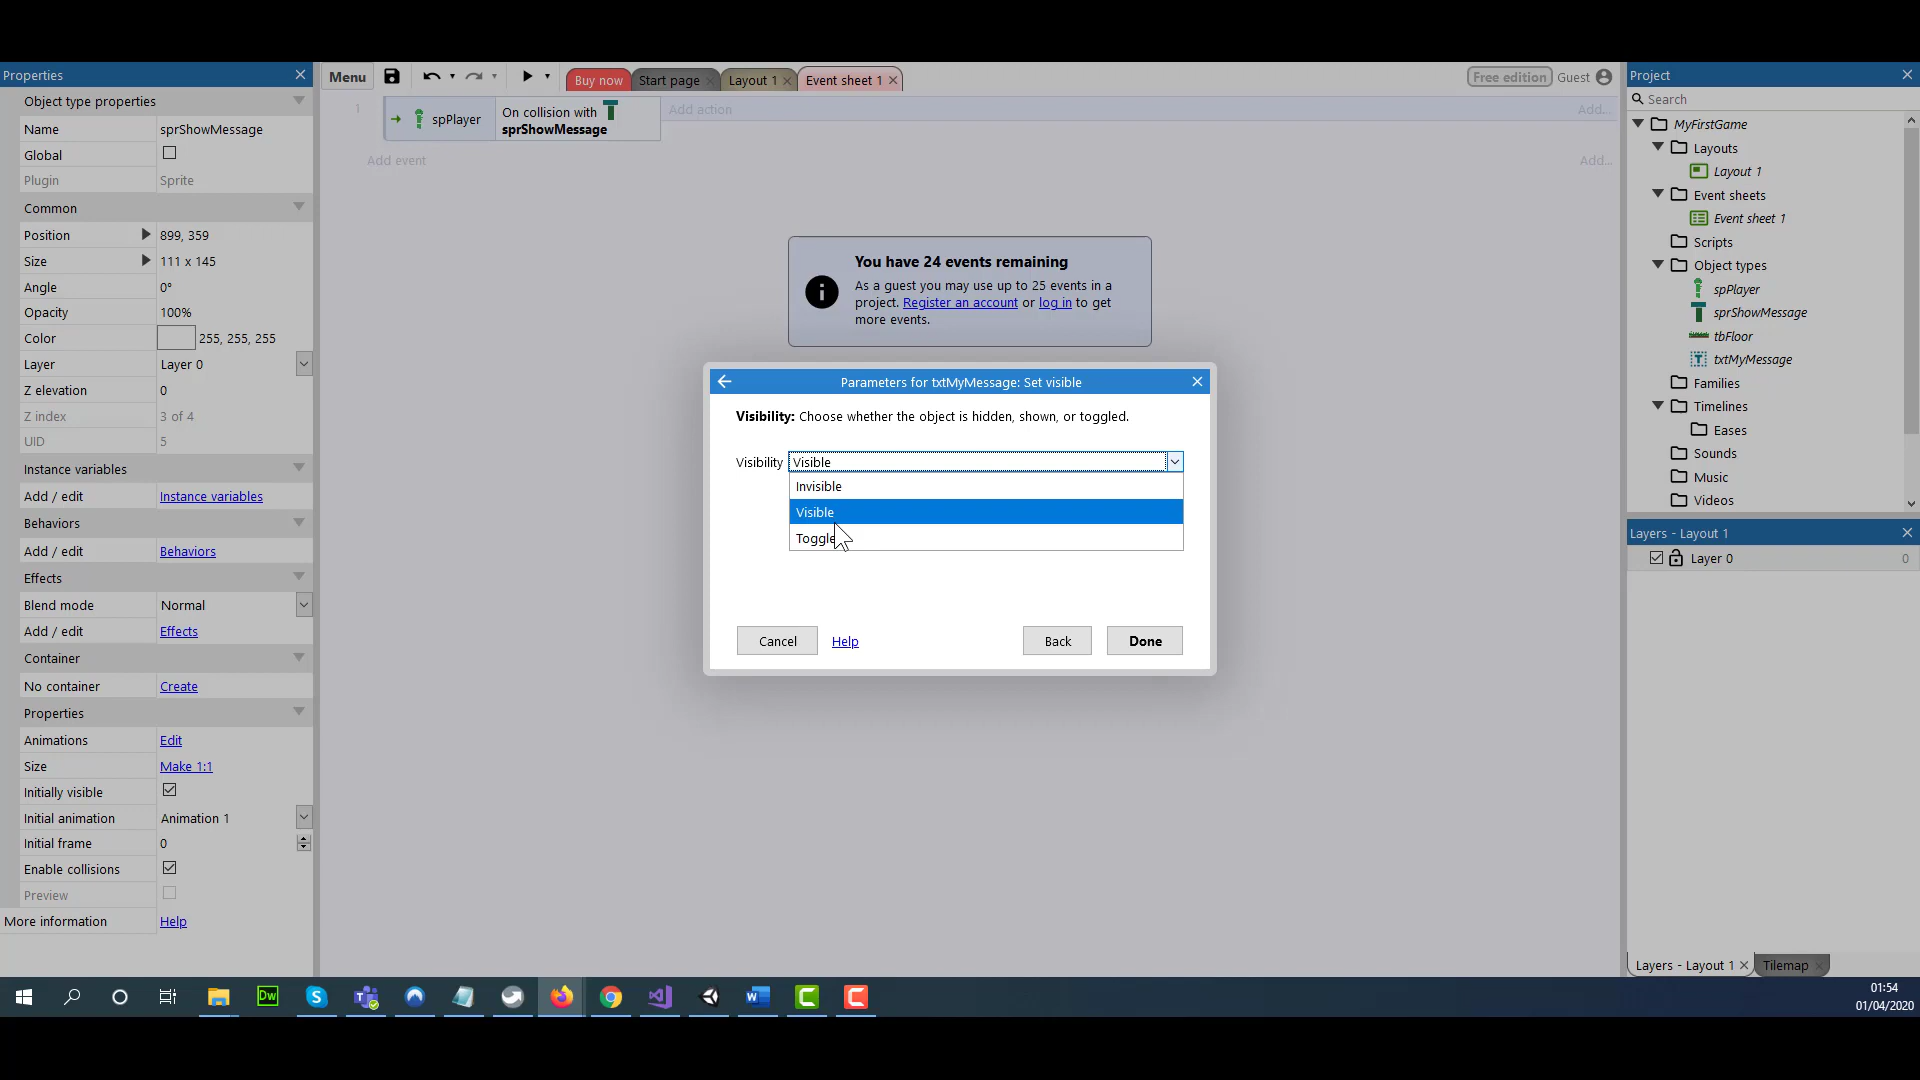 Properties
Object type properties
Name sprShowMessage
Global
Plugin Sprite
Common
Position 899, 359
Size 111 x 145
Angle 0°
Opacity 100%
Color 255, 255, 255
Layer Layer 0
Z elevation 0
Z index 3 of 4
UID 5
Instance variables
Add / edit Instance variables
Behaviors
Add / edit Behaviors
Effects
Blend mode Normal
Add / edit Effects
Container
No container Create
Properties
Animations Edit
Size Make 1:1
Initially visible
Initial animation Animation 1
Initial frame 0
Enable collisions
Preview
More information Help
Menu Buy now Start page Layout 1 Event sheet 1 Free edition Guest
1 spPlayer On collision with sprShowMessage Add action Add...
Add event Add...
You have 24 events remaining
As a guest you may use up to 25 events in a
project. Register an account or log in to get
more events.
Parameters for txtMyMessage: Set visible
Visibility: Choose whether the object is hidden, shown, or toggled.
Visibility Visible
Invisible
Visible
Toggle
Cancel Help Back Done
Project
Search
MyFirstGame
Layouts
Layout 1
Event sheets
Event sheet 1
Scripts
Object types
spPlayer
sprShowMessage
tbFloor
txtMyMessage
Families
Timelines
Eases
Sounds
Music
Videos
Layers - Layout 1
Layer 0 0
Layers - Layout 1 Tilemap
Dw
01:54
01/04/2020